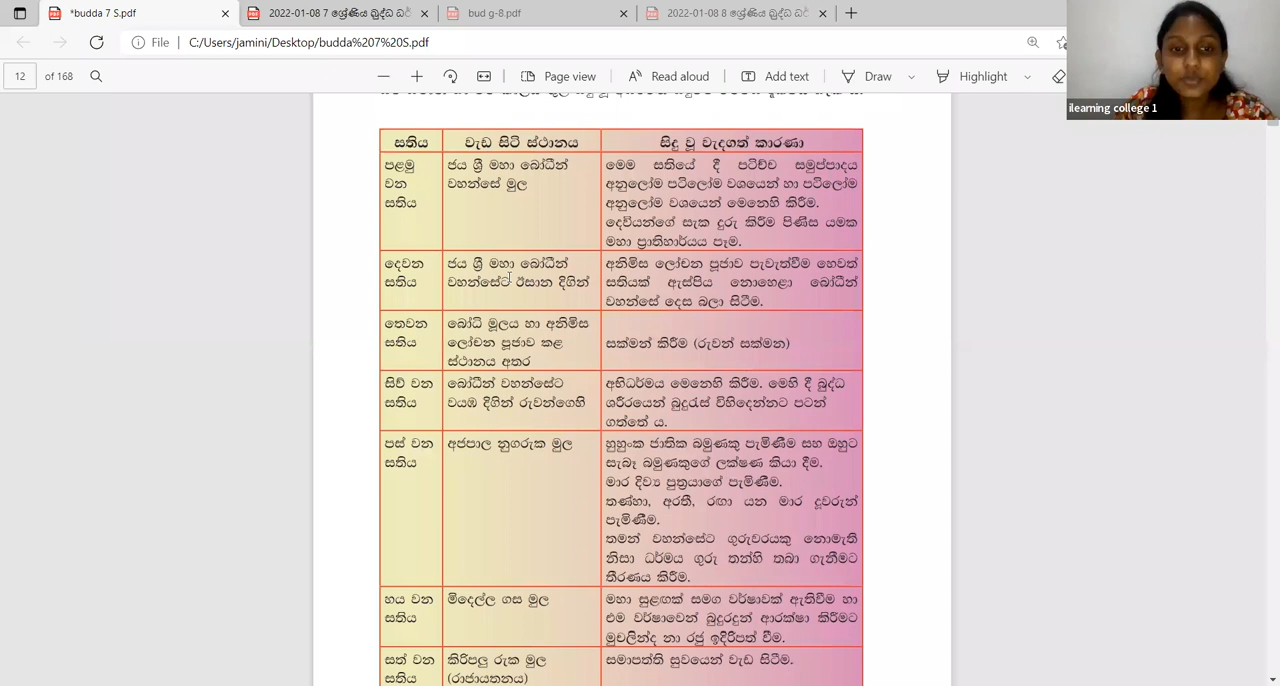 *budda 7 S.pdf
2022-01-08 7 ශ්‍රේණිය බුද්ධ ධර්
bud g-8.pdf
2022-01-08 8 ශ්‍රේණිය බුද්ධ ධර්
File
C:/Users/jamini/Desktop/budda%207%20S.pdf
12 of 168
Page view
Read aloud
Add text
Draw
Highlight
ilearning college 1
සතිය වැඩ සිටි ස්ථානය සිදු වූ වැදගත් කාරණා
පළමු
වන
සතිය
ජය ශ්‍රී මහා බෝධීන්
වහන්සේ මුල
මෙම සතියේ දී පටිච්ච සමුප්පාදය
අනුලෝම පටිලෝම වශයෙන් හා පටිලෝම
අනුලෝම වශයෙන් මෙනෙහි කිරීම.
දෙවියන්ගේ සැක දුරු කිරීම පිණිස යමක
මහා ප්‍රාතිහාර්යය පෑම.
දෙවන
සතිය
ජය ශ්‍රී මහා බෝධීන්
වහන්සේට ඊසාන දිගින්
අනිමිස ලෝචන පූජාව පැවැත්වීම හෙවත්
සතියක් ඇස්පිය නොහෙළා බෝධීන්
වහන්සේ දෙස බලා සිටීම.
තෙවන
සතිය
බෝධි මූලය හා අනිමිස
ලෝචන පූජාව කළ
ස්ථානය අතර
සක්මන් කිරීම (රුවන් සක්මන)
සිව් වන
සතිය
බෝධීන් වහන්සේට
වයඹ දිගින් රුවන්ගෙහි
අභිධර්මය මෙනෙහි කිරීම. මෙහි දී බුද්ධ
ශරීරයෙන් බුදුරැස් විහිදෙන්නට පටන්
ගත්තේ ය.
පස් වන
සතිය
අජපාල නුගරුක මුල
හුහුංක ජාතික බමුණකු පැමිණීම සහ ඔහුට
සැබෑ බමුණකුගේ ලක්ෂණ කියා දීම.
මාර දිව්‍ය පුත්‍රයාගේ පැමිණීම.
තණ්හා, අරතී, රඟා යන මාර දූවරුන්
පැමිණීම.
තමන් වහන්සේට ගුරුවරයකු නොමැති
නිසා ධර්මය ගුරු තන්හි තබා ගැනීමට
තීරණය කිරීම.
හය වන
සතිය
මිදෙල්ල ගස මුල
මහා සුළඟක් සමග වර්ෂාවක් ඇතිවීම හා
එම වර්ෂාවෙන් බුදුරදුන් ආරක්ෂා කිරීමට
මුචලින්ද නා රජු ඉදිරිපත් වීම.
සත් වන
සතිය
කිරිපලු රුක මුල
(රාජායතනය)
සමාපත්ති සුවයෙන් වැඩ සිටීම.